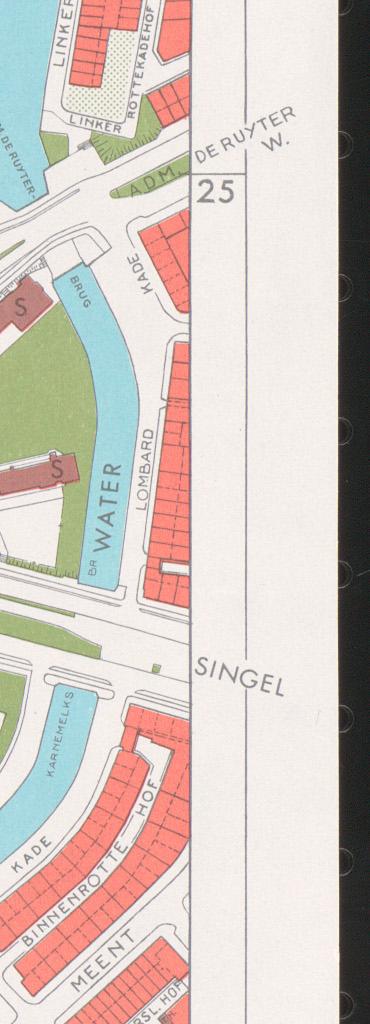 LINKER
ROTTEKADEHOF
LINKER
M. DE RUYTER-
DE RUYTER
W.
ADM.
25
KADE
BRUG
S
LOMBARD
S
WATER
BR
SINGEL
KARNEMELKS
HOF
KADE
BINNENROTTE
MEENT
RSL. HOF